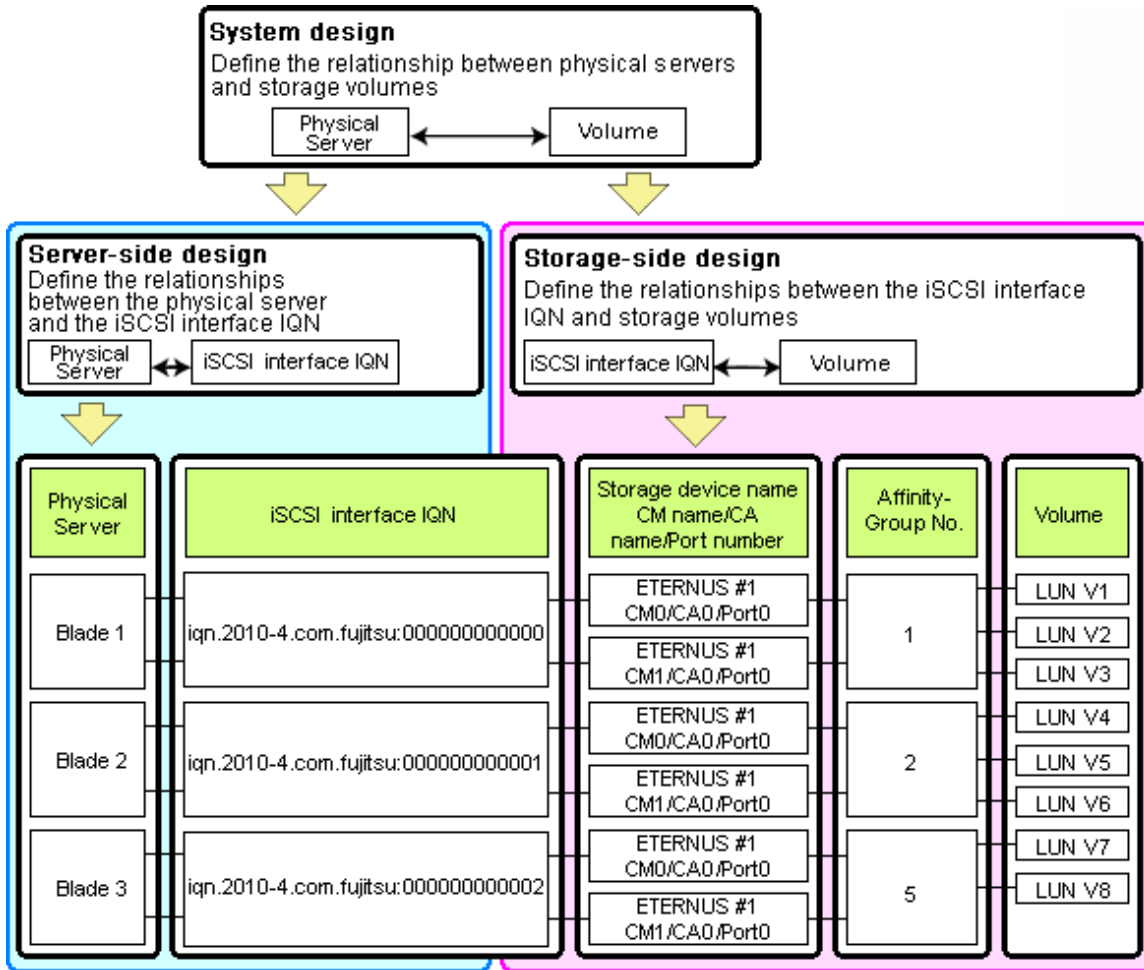 System design
Define the relationship between physical servers
and storage volumes
Physical
Server
Volume
Server-side design
Define the relationships
between the physical server
and the iSCSI interface IQN
Physical
Server
iSCSI interface IQN
Storage-side design
Define the relationships between the iSCSI interface
IQN and storage volumes
iSCSI interface IQN
Volume
Physical
Server
iSCSI interface IQN
Storage device name
CM name/CA
name/Port number
Affinity-
Group No.
Volume
Blade 1
iqn.2010-4.com.fujitsu:000000000000
ETERNUS #1
CM0/CA0/Port0
ETERNUS #1
CM1/CA0/Port0
1
LUN V1
LUN V2
LUN V3
Blade 2
iqn.2010-4.com.fujitsu:000000000001
ETERNUS #1
CM0/CA0/Port0
ETERNUS #1
CM1/CA0/Port0
2
LUN V4
LUN V5
LUN V6
Blade 3
iqn.2010-4.com.fujitsu:000000000002
ETERNUS #1
CM0/CA0/Port0
ETERNUS #1
CM1/CA0/Port0
5
LUN V7
LUN V8